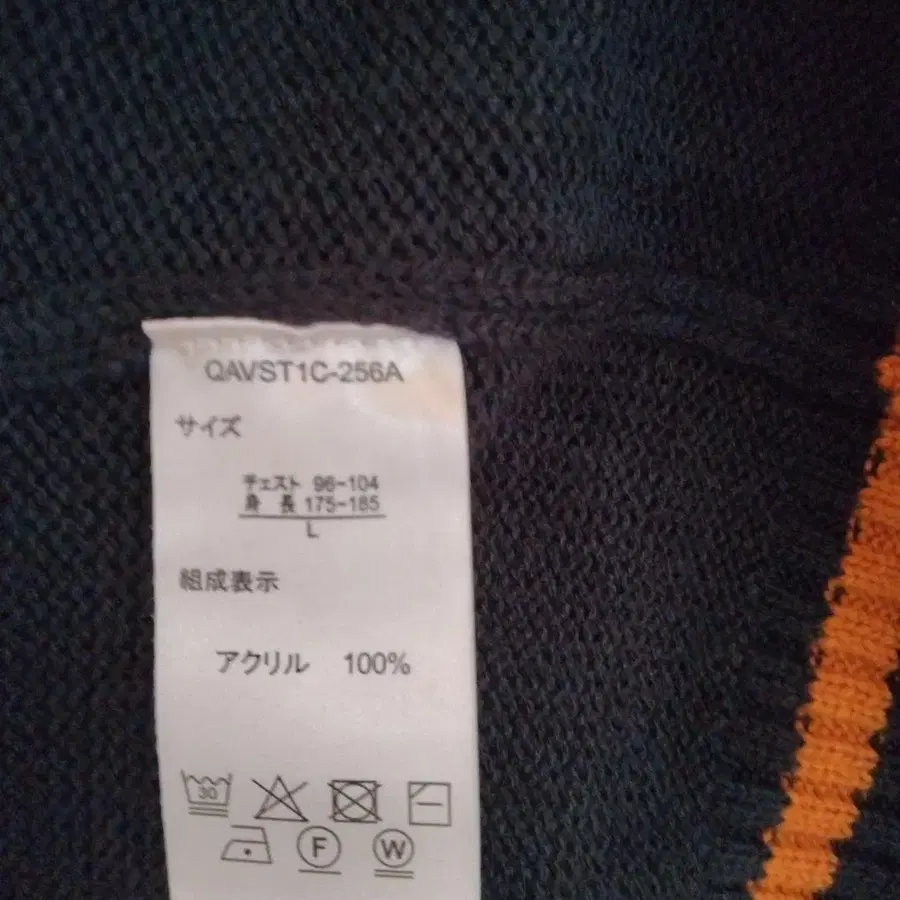 QAVST1C-256A
サイズ
チェスト 96-104
身 長 175-185
L
組成表示
アクリル 100%
30
F W